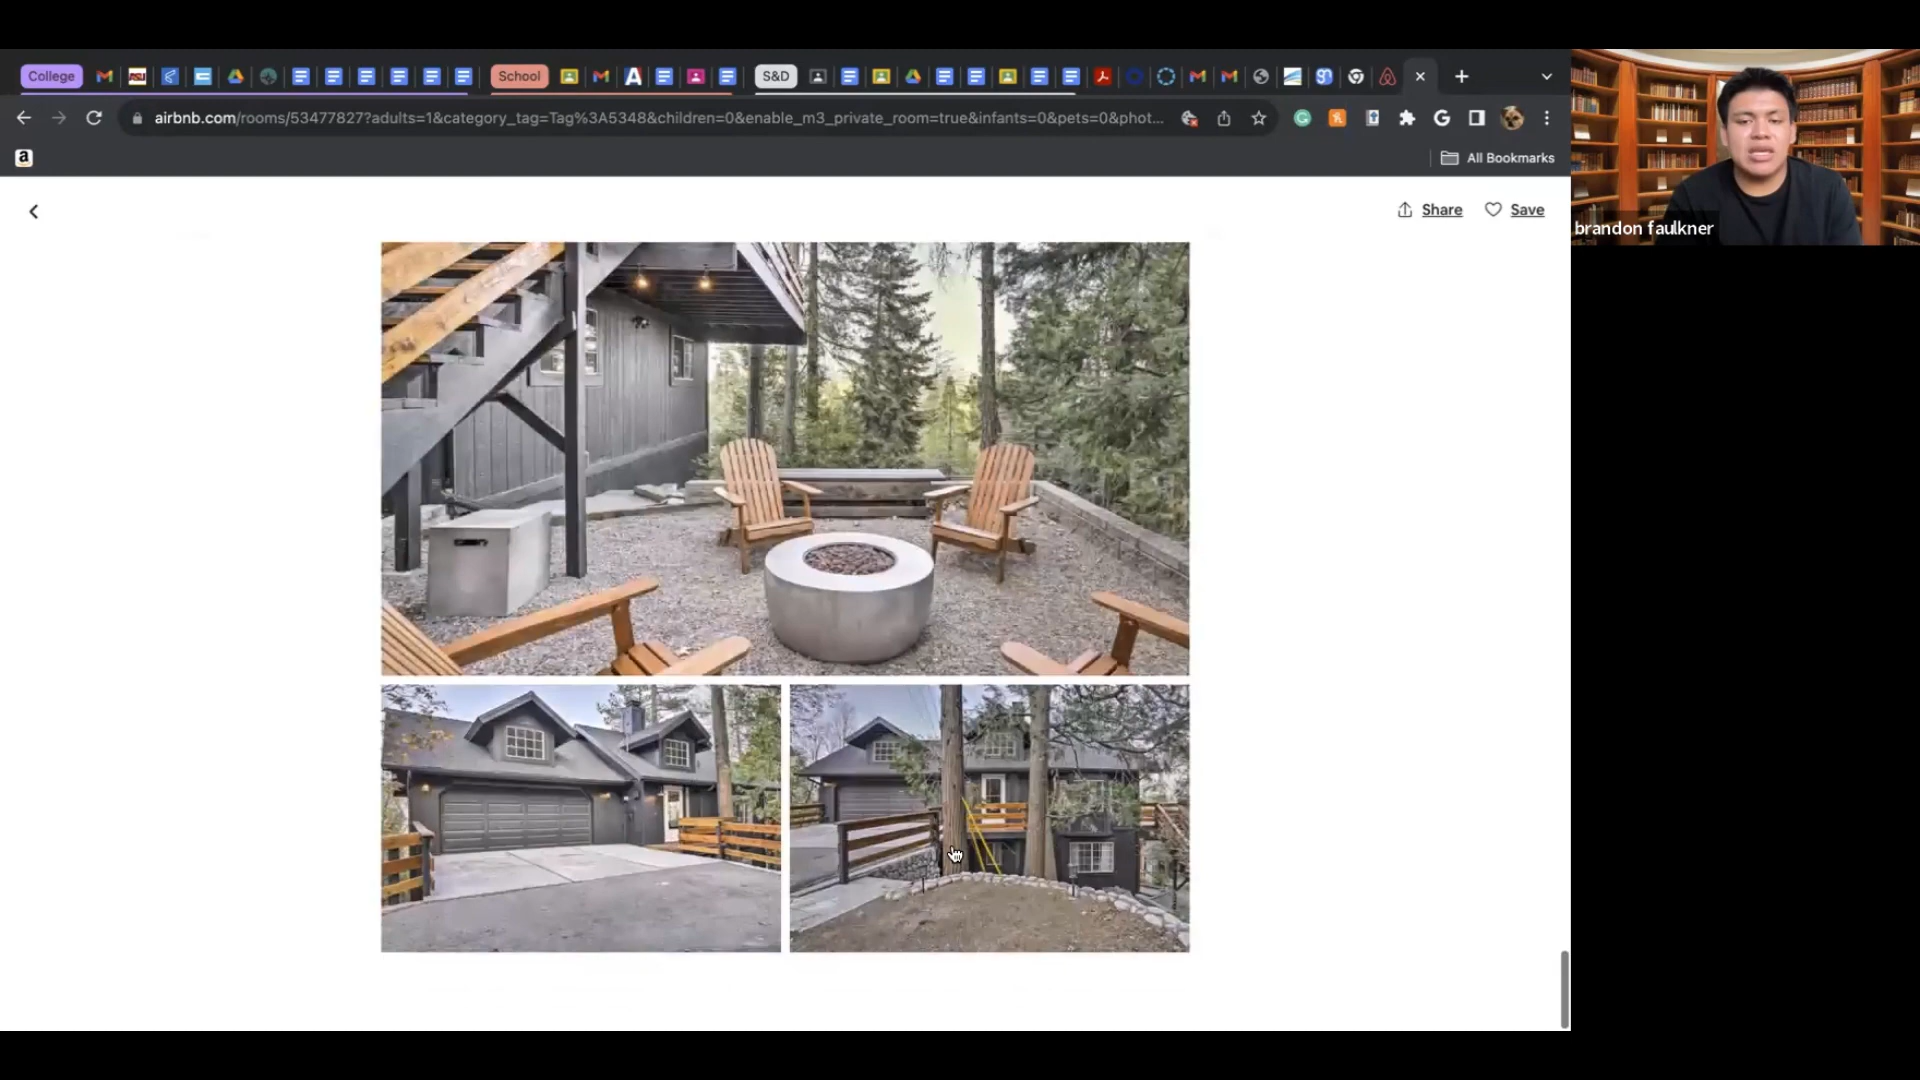 College
ASU
School
A
S&D
airbnb.com/rooms/53477827?adults=1&category_tag=Tag%3A5348&children=0&enable_m3_private_room=true&infants=0&pets=0&phot...
G
a
All Bookmarks
Share
Save
brandon faulkner